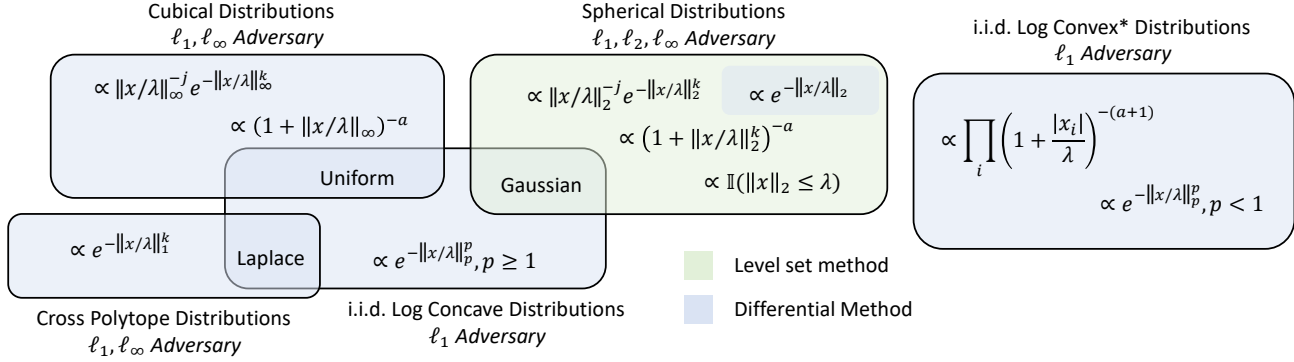 Cubical Distributions
ℓ₁, ℓ∞ Adversary
∝ ‖x/λ‖∞^{-j} e^{-‖x/λ‖∞^k}
∝ (1 + ‖x/λ‖∞)^{-a}
Uniform
Spherical Distributions
ℓ₁, ℓ₂, ℓ∞ Adversary
∝ ‖x/λ‖₂^{-j} e^{-‖x/λ‖₂^k}
∝ e^{-‖x/λ‖₂}
∝ (1 + ‖x/λ‖₂^k)^{-a}
Gaussian
∝ 𝕀(‖x‖₂ ≤ λ)
i.i.d. Log Convex* Distributions
ℓ₁ Adversary
∝ ∏_i (1 + |x_i|/λ)^{-(a+1)}
∝ e^{-‖x/λ‖_p^p}, p < 1
∝ e^{-‖x/λ‖₁^k}
Laplace
∝ e^{-‖x/λ‖_p^p}, p ≥ 1
Cross Polytope Distributions
ℓ₁, ℓ∞ Adversary
i.i.d. Log Concave Distributions
ℓ₁ Adversary
Level set method
Differential Method